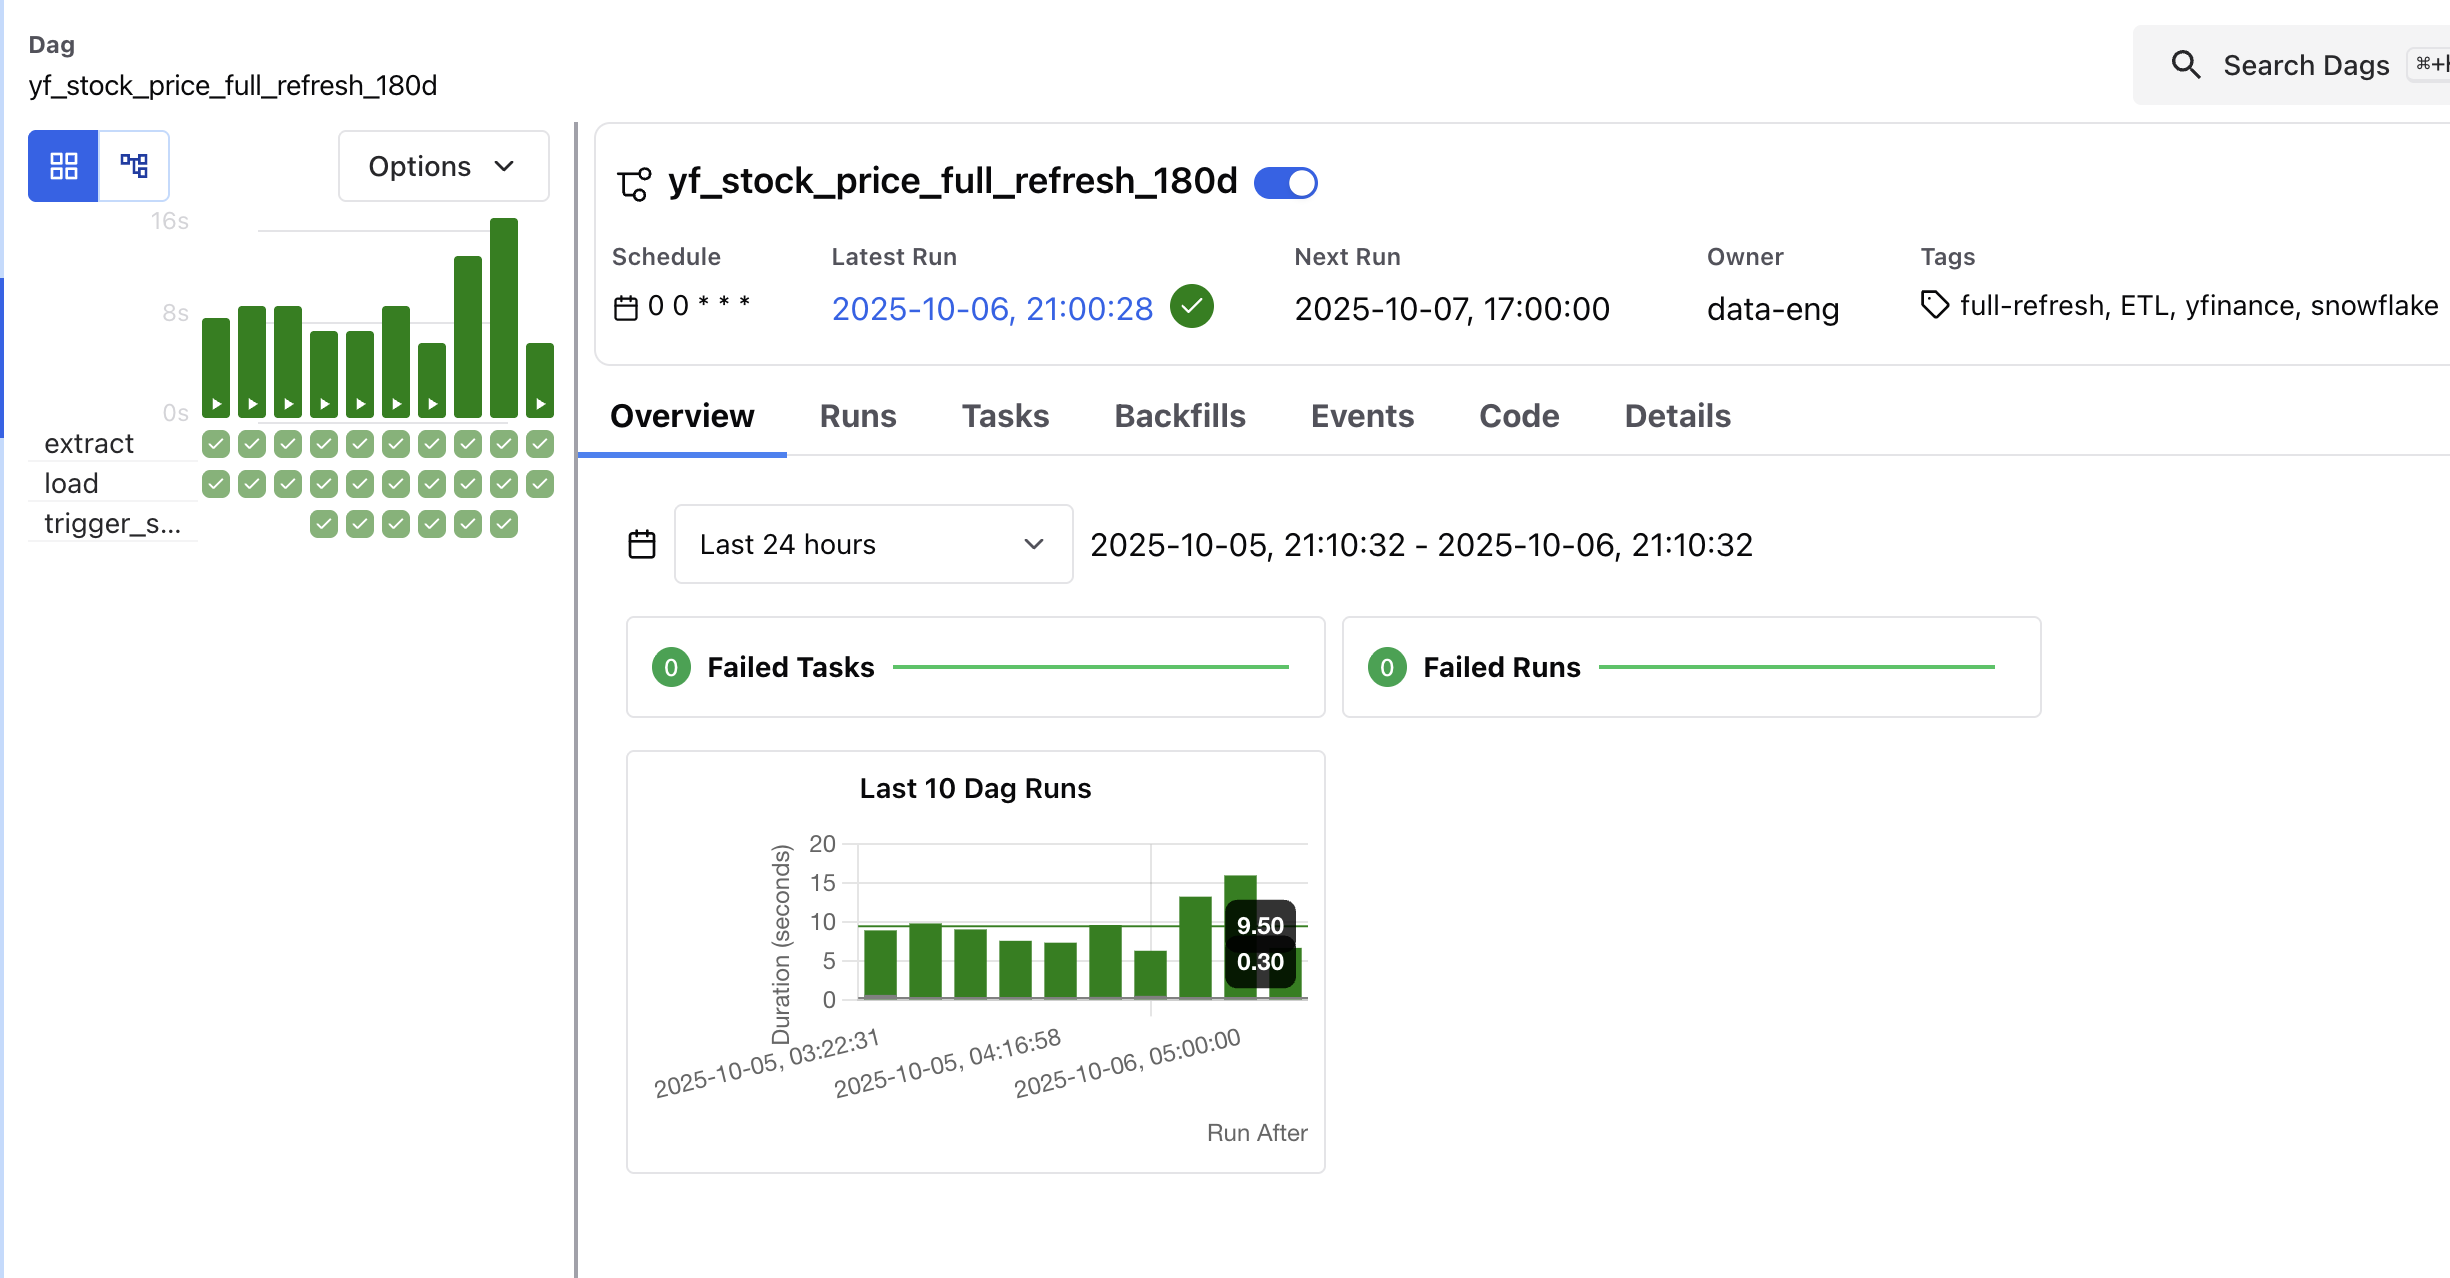 Dag
yf_stock_price_full_refresh_180d
Search Dags
Options
16s
8s
0s
extract
load
trigger_s...
yf_stock_price_full_refresh_180d
Schedule
0 0 * * *
Latest Run
2025-10-06, 21:00:28
Next Run
2025-10-07, 17:00:00
Owner
data-eng
Tags
full-refresh, ETL, yfinance, snowflake
Overview Runs Tasks Backfills Events Code Details
Last 24 hours
2025-10-05, 21:10:32 - 2025-10-06, 21:10:32
0 Failed Tasks
0 Failed Runs
Last 10 Dag Runs
Duration (seconds)
20
15
10
5
0
9.50
0.30
2025-10-05, 03:22:31
2025-10-05, 04:16:58
2025-10-06, 05:00:00
Run After